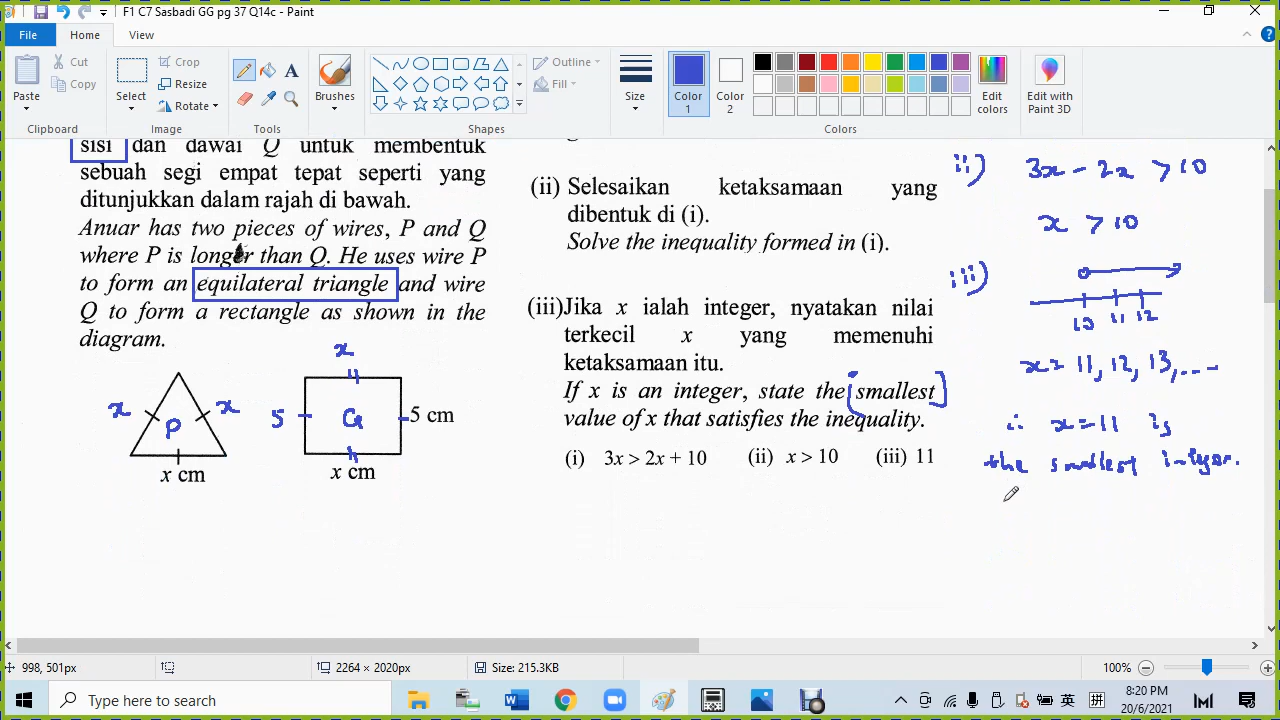 F1 C7 Sasbadi GG pg 37 Q14c - Paint
File
Home
View
Paste
Cut
Copy
Clipboard
Select
Crop
Resize
Rotate
Image
A
Tools
Brushes
Shapes
Outline
Fill
Size
Color
1
Color
2
Edit
colors
Colors
Edit with
Paint 3D
sisi dan dawai Q untuk membentuk
sebuah segi empat tepat seperti yang
ditunjukkan dalam rajah di bawah.
Anuar has two pieces of wires, P and Q
where P is longer than Q. He uses wire P
to form an equilateral triangle and wire
Q to form a rectangle as shown in the
diagram.
x
x
P
x cm
x
5
Q
5 cm
x cm
(ii) Selesaikan ketaksamaan yang
dibentuk di (i).
Solve the inequality formed in (i).
(iii) Jika x ialah integer, nyatakan nilai
terkecil x yang memenuhi
ketaksamaan itu.
If x is an integer, state the smallest
value of x that satisfies the inequality.
(i) 3x > 2x + 10 (ii) x > 10 (iii) 11
ii) 3x - 2x > 10
x > 10
iii)
10 11 12
x = 11, 12, 13, ....
∴ x = 11 is
the smallest integer.
998, 501px
2264 × 2020px
Size: 215.3KB
100%
Type here to search
英
拼
8:20 PM
20/6/2021